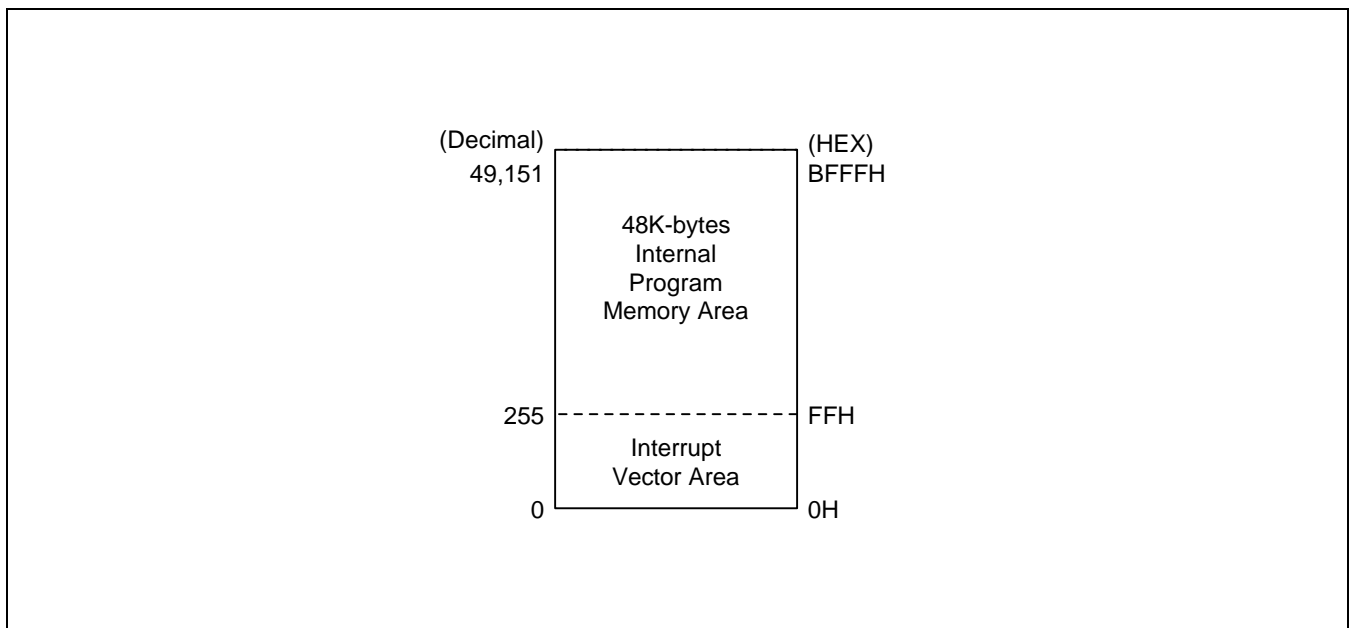 (Decimal)
(HEX)
49,151
BFFFH
48K-bytes
Internal
Program
Memory Area
255
FFH
Interrupt
Vector Area
0
0H